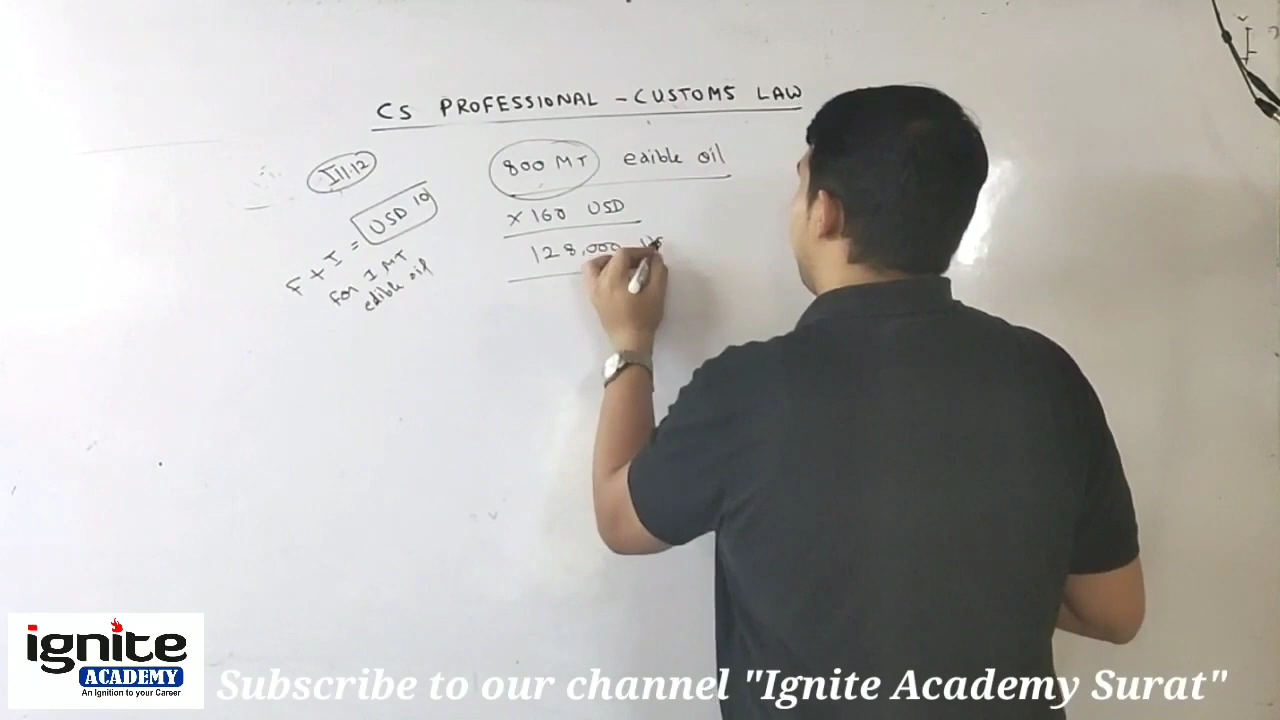 CS PROFESSIONAL - CUSTOMS LAW
Ill.12
800 MT edible oil
× 160 USD
128,000
F + I = USD 10
for 1 MT
edible oil
ignite
ACADEMY
An Ignition to your Career
Subscribe to our channel "Ignite Academy Surat"